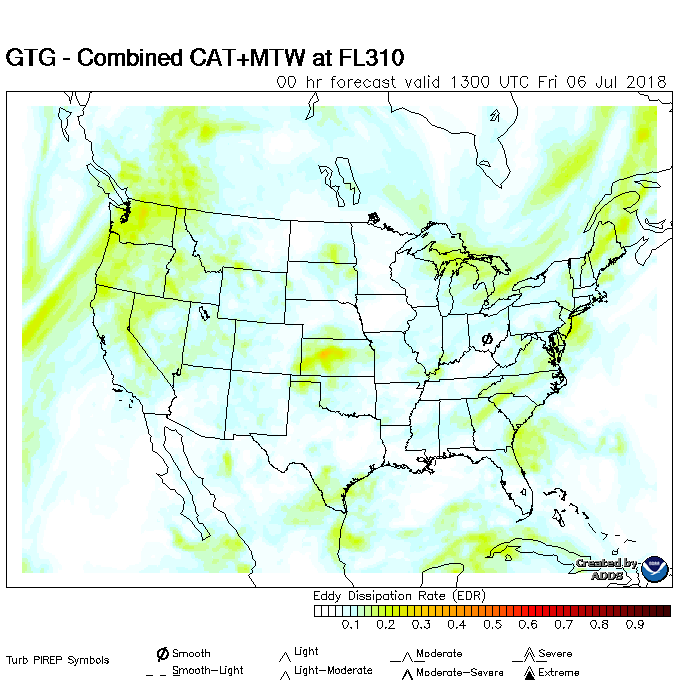 GTG - Combined CAT+MTW at FL310
00 hr forecast valid 1300 UTC Fri 06 Jul 2018
Created by
ADDS
Eddy Dissipation Rate (EDR)
0.1 0.2 0.3 0.4 0.5 0.6 0.7 0.8 0.9
Turb PIREP Symbols
Smooth Light Moderate Severe
Smooth-Light Light-Moderate Moderate-Severe Extreme